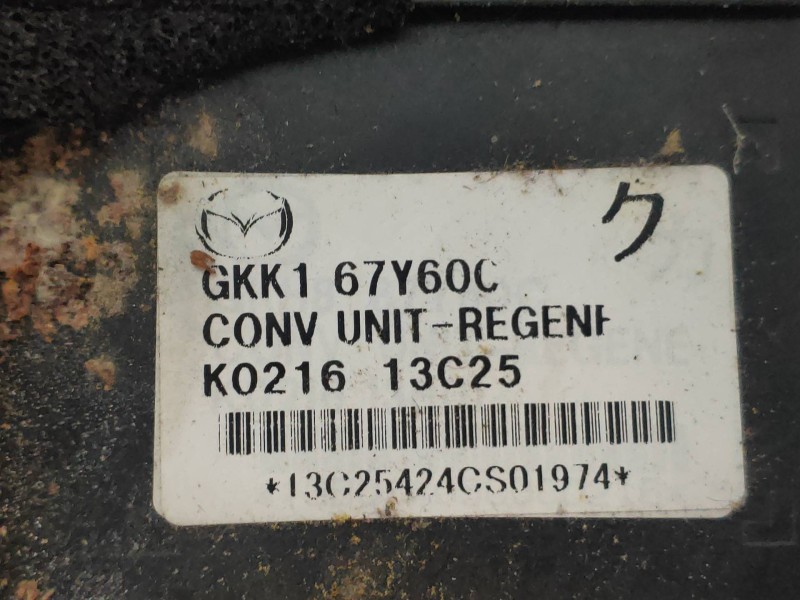 ク
GKK1 67Y60C
CONV UNIT-REGENE
K0216 13C25
*13C25424CS01974*